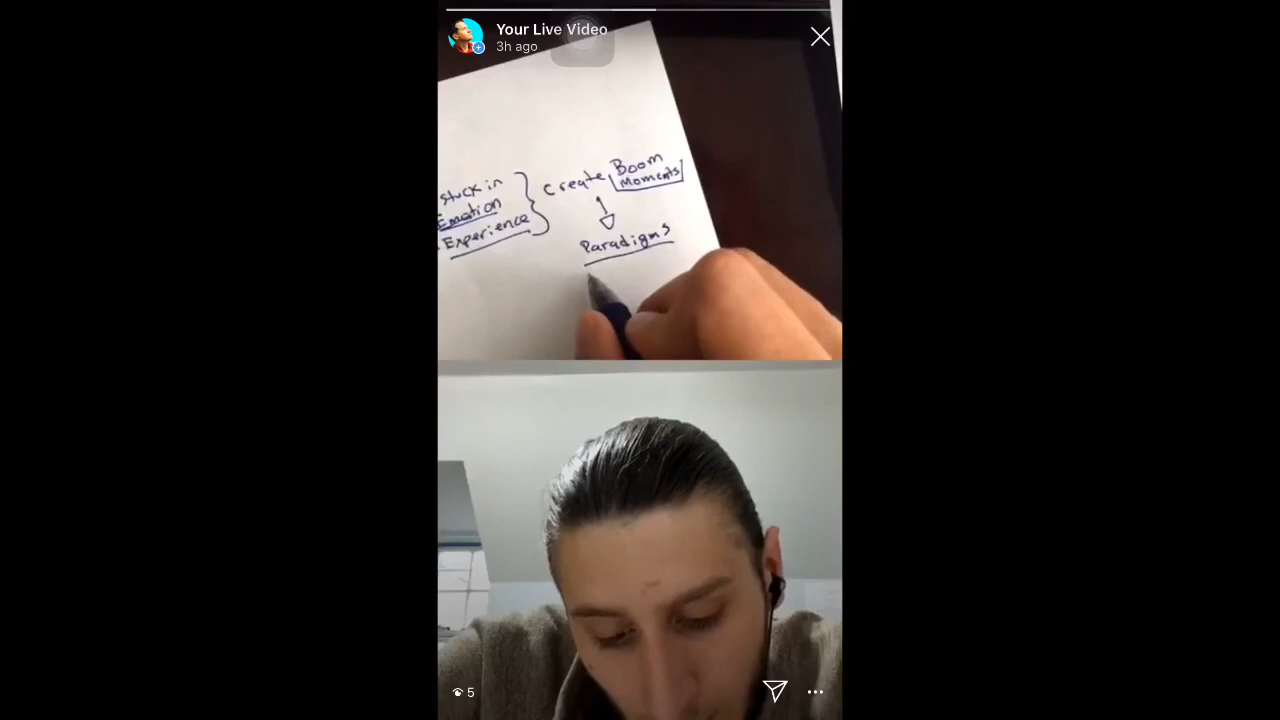 Your Live Video
3h ago
stuck in
Emotion
Experience
create Boom
Moments
Paradigms
5